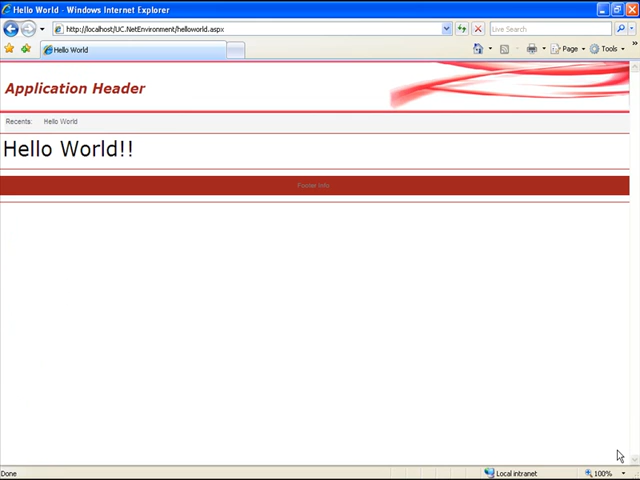 Hello World - Windows Internet Explorer
http://localhost/UC.NetEnvironment/helloworld.aspx
Live Search
Hello World
Page
Tools
Application Header
Recents: Hello World
Hello World!!
Footer Info
Done
Local intranet
100%